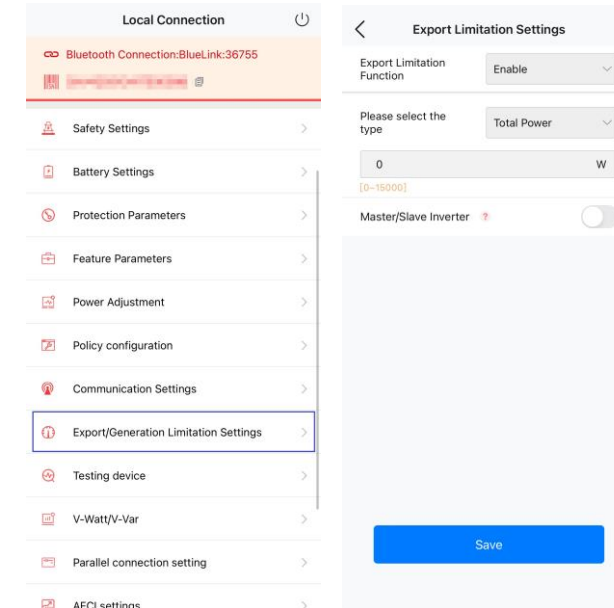 Local Connection
Bluetooth Connection:BlueLink:36755
Safety Settings
Battery Settings
Protection Parameters
Feature Parameters
Power Adjustment
Policy configuration
Communication Settings
Export/Generation Limitation Settings
Testing device
V-Watt/V-Var
Parallel connection setting
AFCI settings
Export Limitation Settings
Export Limitation
Function
Enable
Please select the
type
Total Power
0 W
[0~15000]
Master/Slave Inverter ?
Save